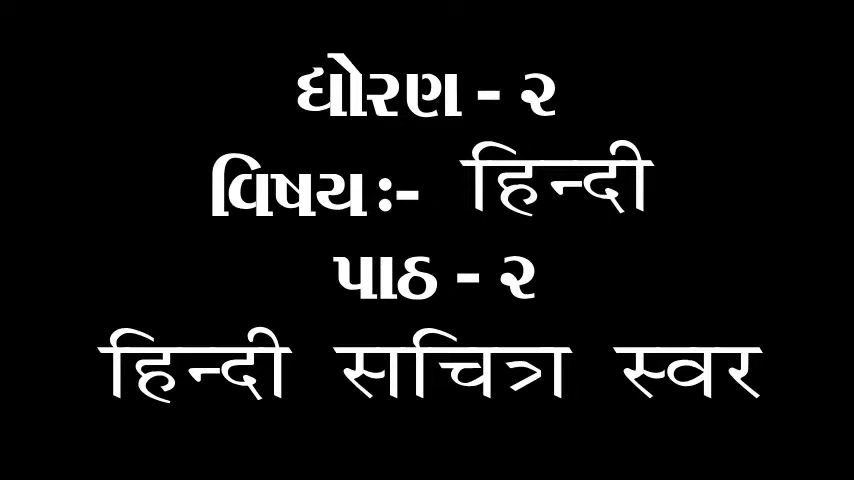 ધોરણ - ૨
વિષયઃ- हिन्दी
પાઠ - ૨
हिन्दी सचित्र स्वर